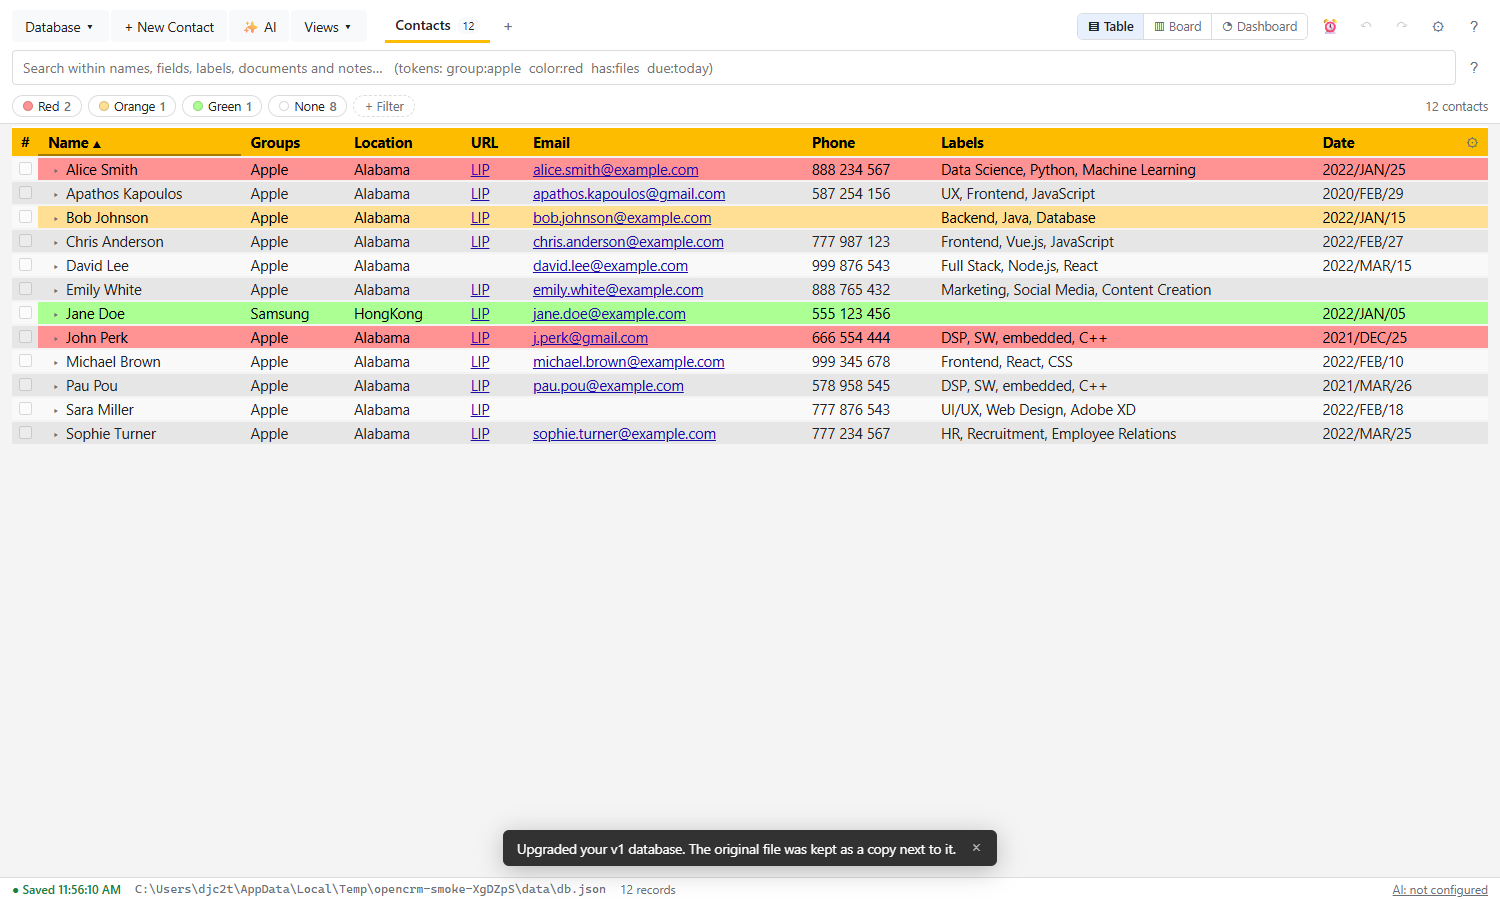 Database ▾ + New Contact ✨ AI Views ▾ Contacts 12 + Table Board Dashboard ?
Search within names, fields, labels, documents and notes... (tokens: group:apple color:red has:files due:today) ?
Red 2 Orange 1 Green 1 None 8 + Filter 12 contacts
# Name ▲ Groups Location URL Email Phone Labels Date
Alice Smith Apple Alabama LIP alice.smith@example.com 888 234 567 Data Science, Python, Machine Learning 2022/JAN/25
Apathos Kapoulos Apple Alabama LIP apathos.kapoulos@gmail.com 587 254 156 UX, Frontend, JavaScript 2020/FEB/29
Bob Johnson Apple Alabama LIP bob.johnson@example.com Backend, Java, Database 2022/JAN/15
Chris Anderson Apple Alabama LIP chris.anderson@example.com 777 987 123 Frontend, Vue.js, JavaScript 2022/FEB/27
David Lee Apple Alabama david.lee@example.com 999 876 543 Full Stack, Node.js, React 2022/MAR/15
Emily White Apple Alabama LIP emily.white@example.com 888 765 432 Marketing, Social Media, Content Creation
Jane Doe Samsung HongKong LIP jane.doe@example.com 555 123 456 2022/JAN/05
John Perk Apple Alabama LIP j.perk@gmail.com 666 554 444 DSP, SW, embedded, C++ 2021/DEC/25
Michael Brown Apple Alabama LIP michael.brown@example.com 999 345 678 Frontend, React, CSS 2022/FEB/10
Pau Pou Apple Alabama LIP pau.pou@example.com 578 958 545 DSP, SW, embedded, C++ 2021/MAR/26
Sara Miller Apple Alabama LIP 777 876 543 UI/UX, Web Design, Adobe XD 2022/FEB/18
Sophie Turner Apple Alabama LIP sophie.turner@example.com 777 234 567 HR, Recruitment, Employee Relations 2022/MAR/25
Upgraded your v1 database. The original file was kept as a copy next to it. ×
● Saved 11:56:10 AM C:\Users\djc2t\AppData\Local\Temp\opencrm-smoke-XgDZpS\data\db.json 12 records AI: not configured